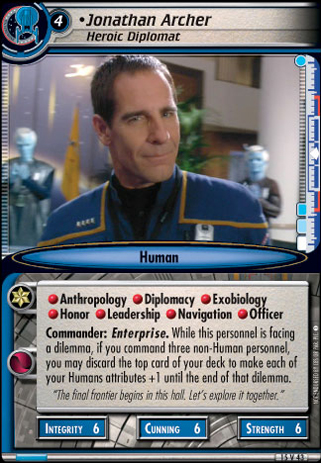 4
•Jonathan Archer
Heroic Diplomat
Human
•Anthropology •Diplomacy •Exobiology
•Honor •Leadership •Navigation •Officer
Commander: Enterprise. While this personnel is facing
a dilemma, if you command three non-Human personnel,
you may discard the top card of your deck to make each of
your Humans attributes +1 until the end of that dilemma.
"The final frontier begins in this hall. Let's explore it together."
Integrity 6 Cunning 6 Strength 6
15 V 45